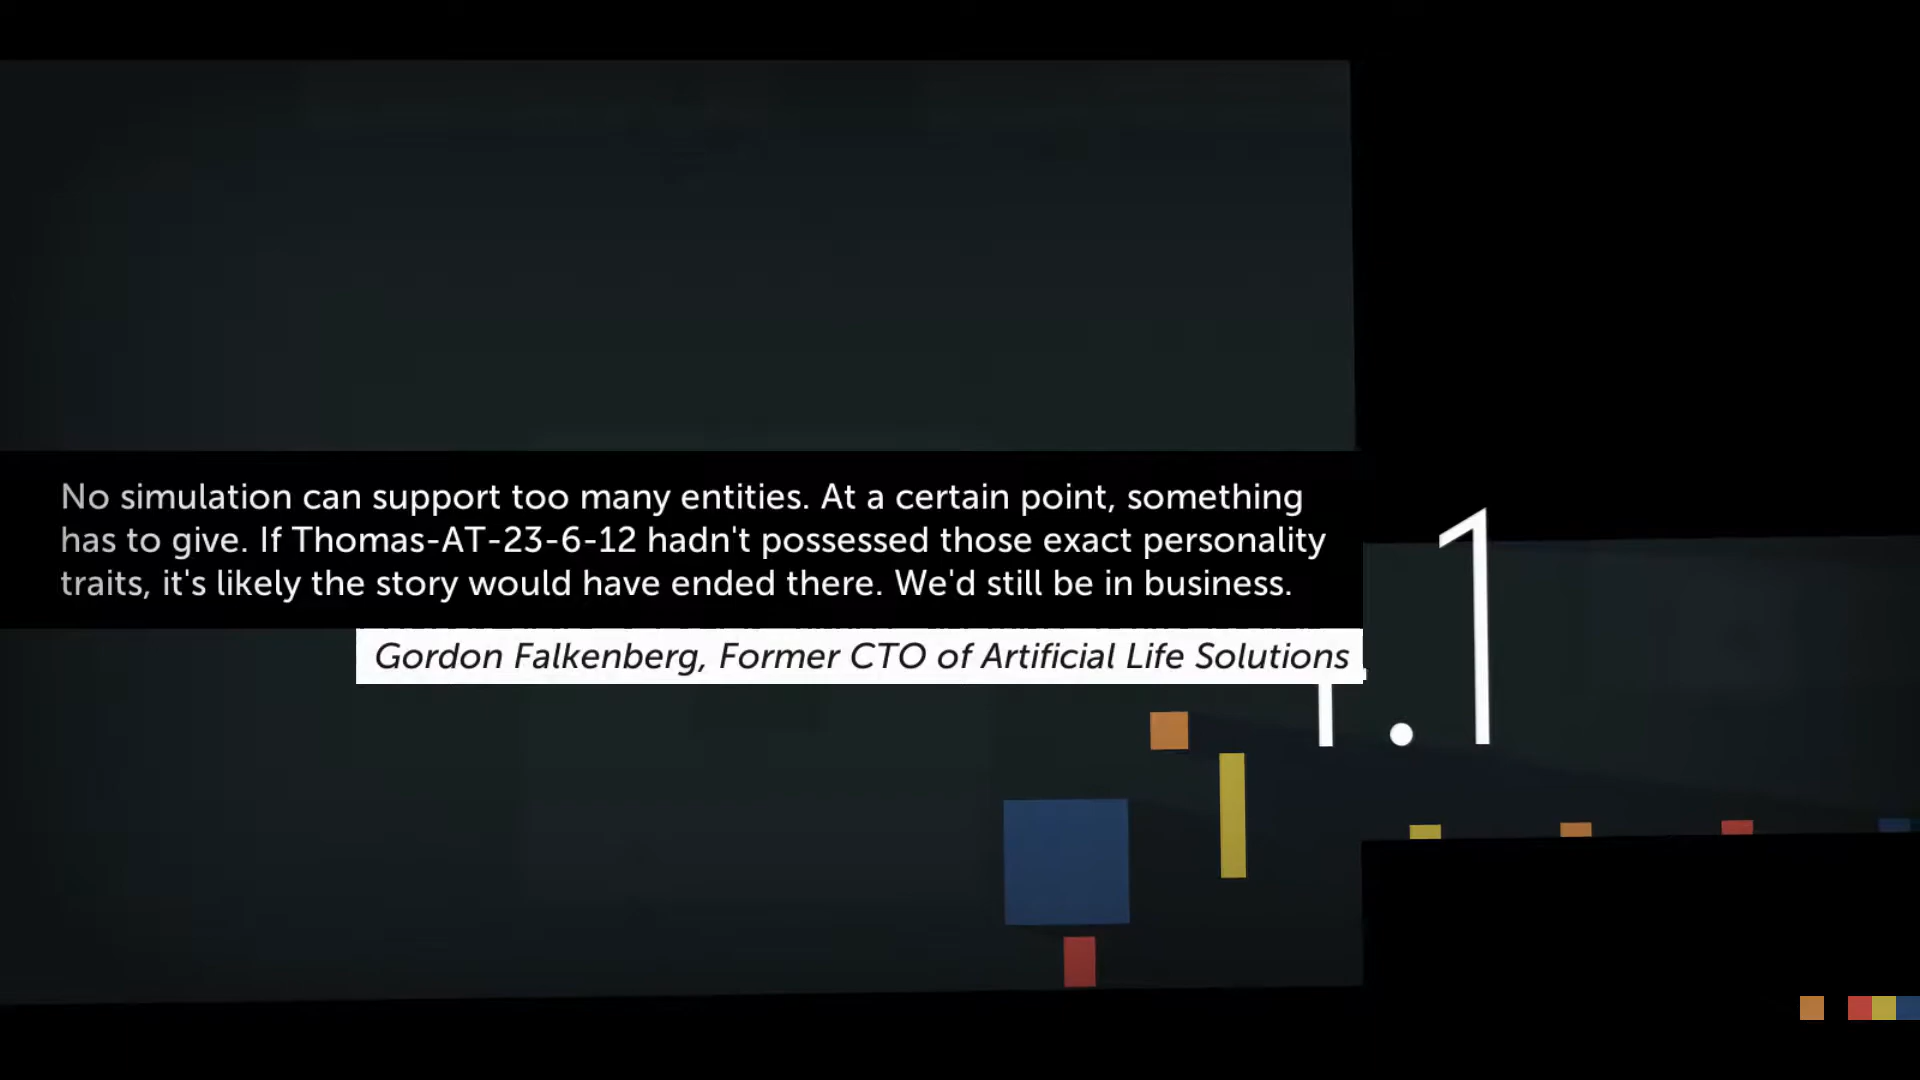 No simulation can support too many entities. At a certain point, something
has to give. If Thomas-AT-23-6-12 hadn't possessed those exact personality
traits, it's likely the story would have ended there. We'd still be in business.
Gordon Falkenberg, Former CTO of Artificial Life Solutions
.1